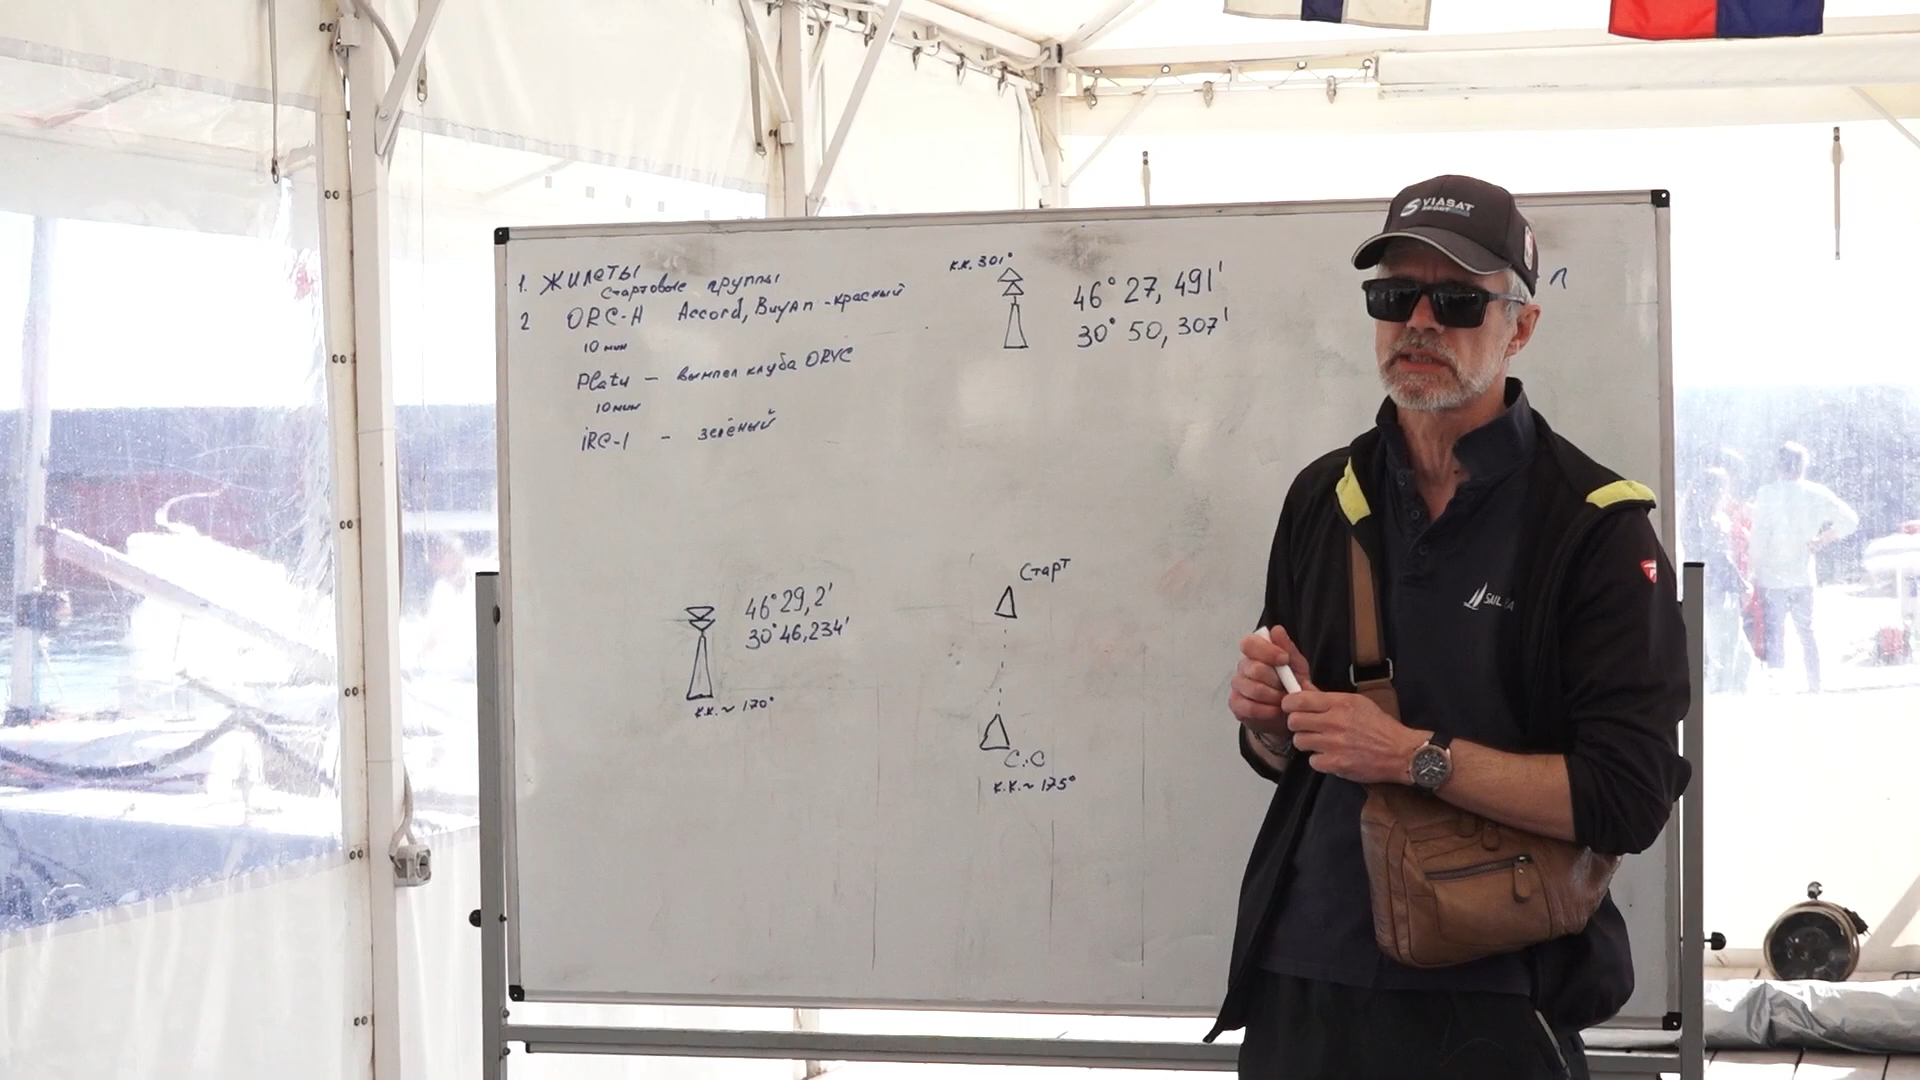 1. Жилеты
Стартовые группы
2 ORC-H Accord, Buyan - красный
10 мин
Platu - вымпел клуба ORYC
10 мин
iRC-1 - зелёный
к.к. 301°
46° 27, 491'
30° 50, 307'
46° 29, 2'
30° 46, 234'
к.к. ~ 170°
Старт
С.С
к.к. ~ 175°
VIASAT
SAIL